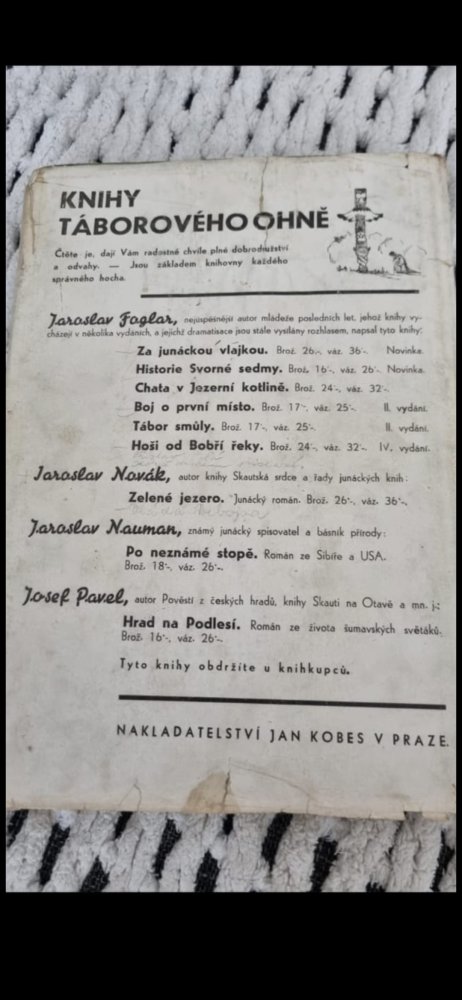 KNIHY
TÁBOROVÉHO OHNĚ
Čtěte je, dají Vám radostné chvíle plné dobrodružství
a odvahy. — Jsou základem knihovny každého
správného hocha.
Jaroslav Foglar, nejúspěšnější autor mládeže posledních let, jehož knihy vy-
cházejí v několika vydáních, a jejichž dramatisace jsou stále vysílány rozhlasem, napsal tyto knihy:
Za junáckou vlajkou. Brož. 26·-, váz. 36·-. Novinka.
Historie Svorné sedmy. Brož. 16·-, váz. 26·-. Novinka.
Chata v Jezerní kotlině. Brož. 24·-, váz. 32·-.
Boj o první místo. Brož. 17·-, váz. 25·-. II. vydání.
Tábor smůly. Brož. 17·-, váz. 25·-. II. vydání.
Hoši od Bobří řeky. Brož. 24·-, váz. 32·-. IV. vydání.
Jaroslav Novák, autor knihy Skautská srdce a řady junáckých knih:
Zelené jezero. Junácký román. Brož. 26·-, váz. 36·-.
Jaroslav Nauman, známý junácký spisovatel a básník přírody:
Po neznámé stopě. Román ze Sibiře a USA.
Brož. 18·-, váz. 26·-.
Josef Pavel, autor Pověstí z českých hradů, knihy Skauti na Otavě a mn. j.:
Hrad na Podlesí. Román ze života šumavských světáků.
Brož. 16·-, váz. 26·-.
Tyto knihy obdržíte u knihkupců.
NAKLADATELSTVÍ JAN KOBES V PRAZE.